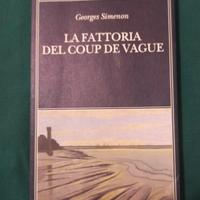 Georges Simenon
LA FATTORIA
DEL COUP DE VAGUE